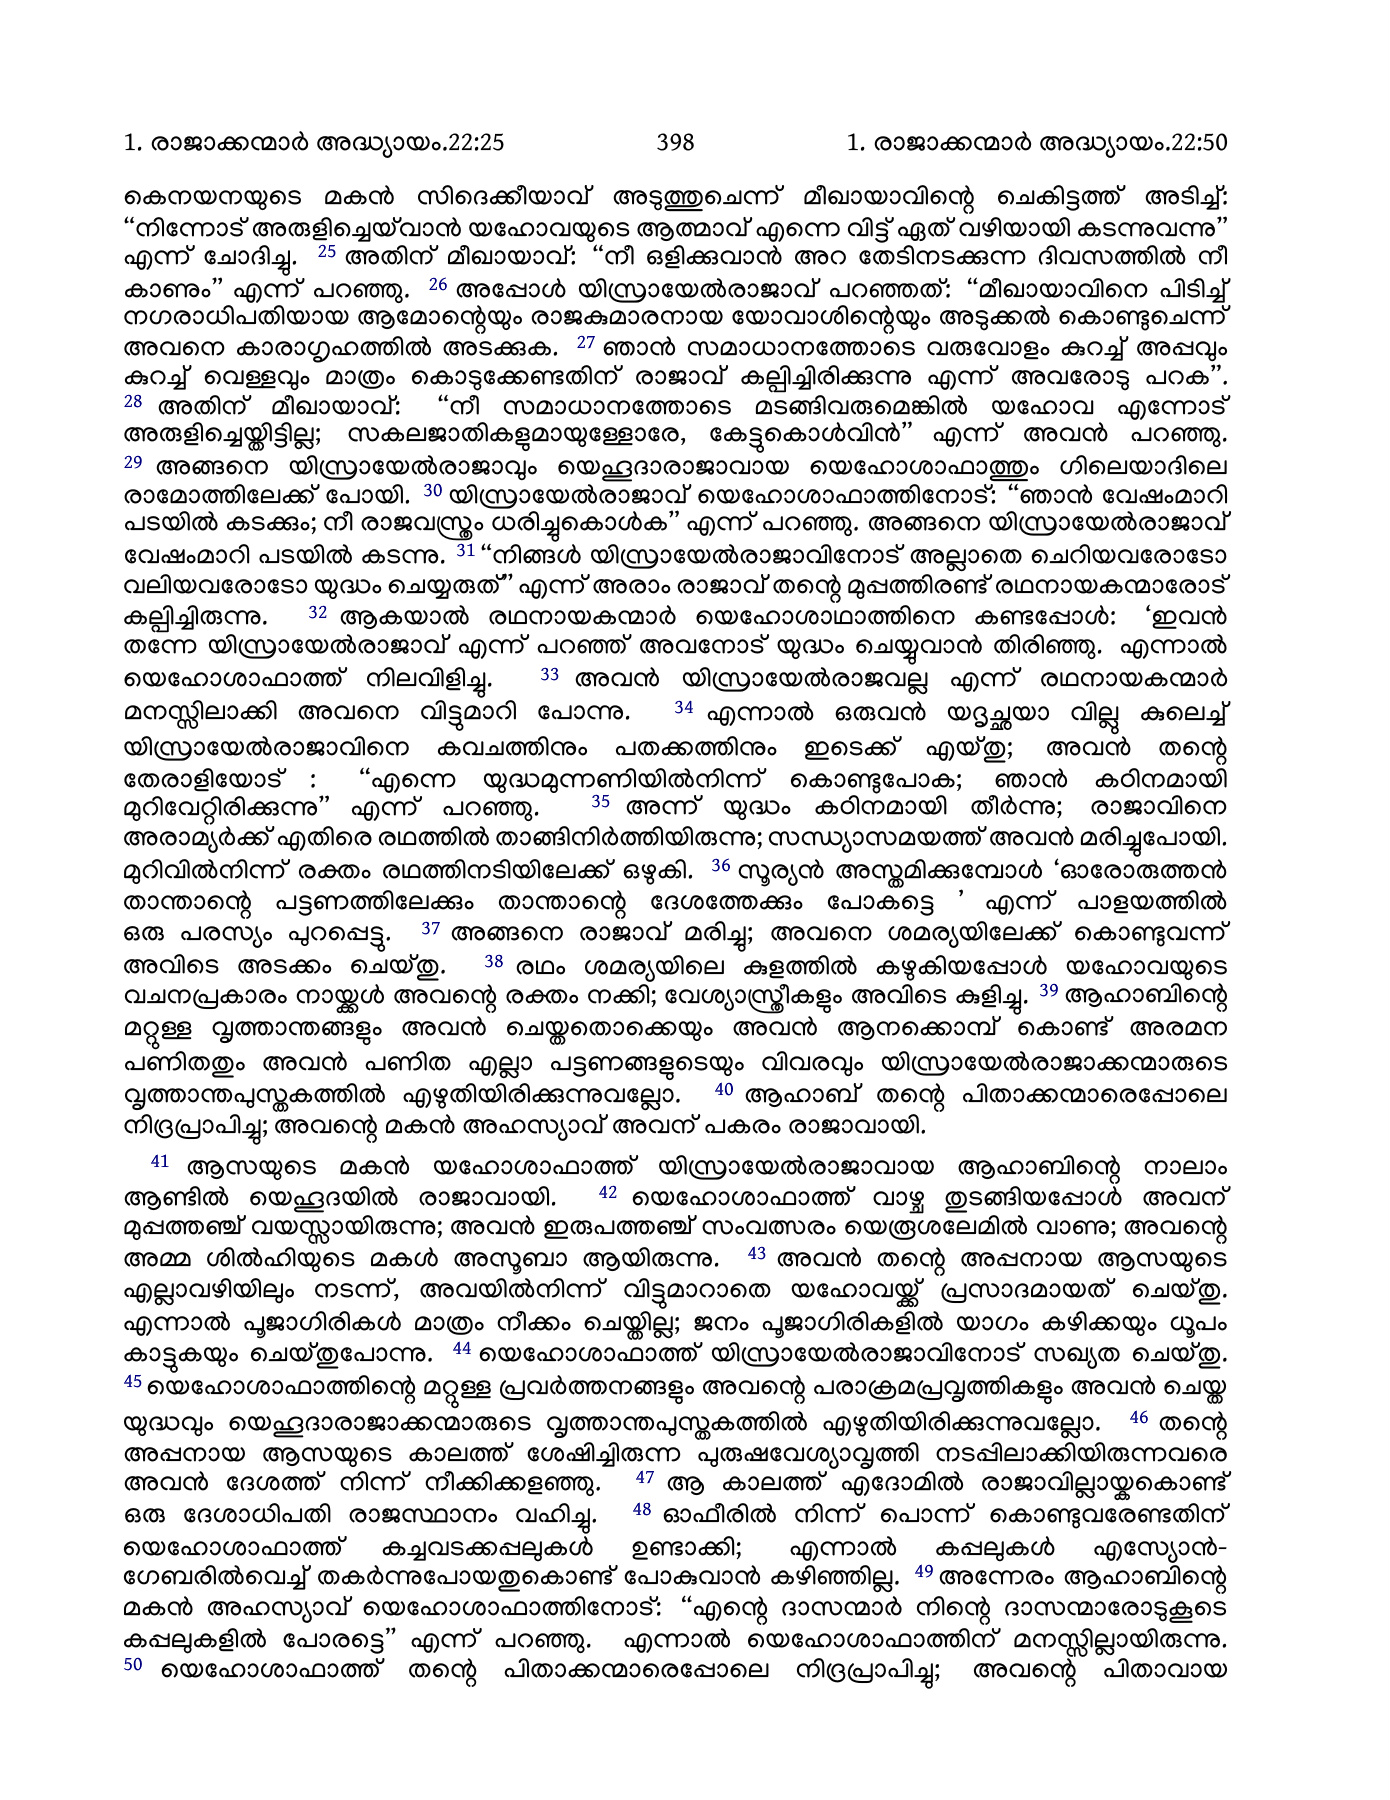 1. രാജാക്കന്മാർ അദ്ധ്യായം.22:25 398 1. രാജാക്കന്മാർ അദ്ധ്യായം.22:50
കെനയനയുടെ മകൻ സിദെക്കീയാവ് അടുത്തുചെന്ന് മീഖായാവിന്റെ ചെകിട്ടത്ത് അടിച്ച്:
“നിന്നോട് അരുളിച്ചെയ്‌വാൻ യഹോവയുടെ ആത്മാവ് എന്നെ വിട്ട് ഏത് വഴിയായി കടന്നുവന്നു”
എന്ന് ചോദിച്ചു. 25 അതിന് മീഖായാവ്: “നീ ഒളിക്കുവാൻ അറ തേടിനടക്കുന്ന ദിവസത്തിൽ നീ
കാണും” എന്ന് പറഞ്ഞു. 26 അപ്പോൾ യിസ്രായേൽരാജാവ് പറഞ്ഞത്: “മീഖായാവിനെ പിടിച്ച്
നഗരാധിപതിയായ ആമോന്റെയും രാജകുമാരനായ യോവാശിന്റെയും അടുക്കൽ കൊണ്ടുചെന്ന്
അവനെ കാരാഗൃഹത്തിൽ അടക്കുക. 27 ഞാൻ സമാധാനത്തോടെ വരുവോളം കുറച്ച് അപ്പവും
കുറച്ച് വെള്ളവും മാത്രം കൊടുക്കേണ്ടതിന് രാജാവ് കല്പിച്ചിരിക്കുന്നു എന്ന് അവരോടു പറക”.
28 അതിന് മീഖായാവ്: “നീ സമാധാനത്തോടെ മടങ്ങിവരുമെങ്കിൽ യഹോവ എന്നോട്
അരുളിച്ചെയ്തിട്ടില്ല; സകലജാതികളുമായുള്ളോരേ, കേട്ടുകൊൾവിൻ” എന്ന് അവൻ പറഞ്ഞു.
29 അങ്ങനെ യിസ്രായേൽരാജാവും യെഹൂദാരാജാവായ യെഹോശാഫാത്തും ഗിലെയാദിലെ
രാമോത്തിലേക്ക് പോയി. 30 യിസ്രായേൽരാജാവ് യെഹോശാഫാത്തിനോട്: “ഞാൻ വേഷംമാറി
പടയിൽ കടക്കും; നീ രാജവസ്ത്രം ധരിച്ചുകൊൾക” എന്ന് പറഞ്ഞു. അങ്ങനെ യിസ്രായേൽരാജാവ്
വേഷംമാറി പടയിൽ കടന്നു. 31 “നിങ്ങൾ യിസ്രായേൽരാജാവിനോട് അല്ലാതെ ചെറിയവരോടോ
വലിയവരോടോ യുദ്ധം ചെയ്യരുത്” എന്ന് അരാം രാജാവ് തന്റെ മുപ്പത്തിരണ്ട് രഥനായകന്മാരോട്
കല്പിച്ചിരുന്നു. 32 ആകയാൽ രഥനായകന്മാർ യെഹോശാഥാത്തിനെ കണ്ടപ്പോൾ: ‘ഇവൻ
തന്നേ യിസ്രായേൽരാജാവ് എന്ന് പറഞ്ഞ് അവനോട് യുദ്ധം ചെയ്യുവാൻ തിരിഞ്ഞു. എന്നാൽ
യെഹോശാഫാത്ത് നിലവിളിച്ചു. 33 അവൻ യിസ്രായേൽരാജവല്ല എന്ന് രഥനായകന്മാർ
മനസ്സിലാക്കി അവനെ വിട്ടുമാറി പോന്നു. 34 എന്നാൽ ഒരുവൻ യദൃച്ഛയാ വില്ലു കുലെച്ച്
യിസ്രായേൽരാജാവിനെ കവചത്തിനും പതക്കത്തിനും ഇടെക്ക് എയ്തു; അവൻ തന്റെ
തേരാളിയോട് : “എന്നെ യുദ്ധമുന്നണിയിൽനിന്ന് കൊണ്ടുപോക; ഞാൻ കഠിനമായി
മുറിവേറ്റിരിക്കുന്നു” എന്ന് പറഞ്ഞു. 35 അന്ന് യുദ്ധം കഠിനമായി തീർന്നു; രാജാവിനെ
അരാമ്യർക്ക് എതിരെ രഥത്തിൽ താങ്ങിനിർത്തിയിരുന്നു; സന്ധ്യാസമയത്ത് അവൻ മരിച്ചുപോയി.
മുറിവിൽനിന്ന് രക്തം രഥത്തിനടിയിലേക്ക് ഒഴുകി. 36 സൂര്യൻ അസ്തമിക്കുമ്പോൾ ‘ഓരോരുത്തൻ
താന്താന്റെ പട്ടണത്തിലേക്കും താന്താന്റെ ദേശത്തേക്കും പോകട്ടെ ’ എന്ന് പാളയത്തിൽ
ഒരു പരസ്യം പുറപ്പെട്ടു. 37 അങ്ങനെ രാജാവ് മരിച്ചു; അവനെ ശമര്യയിലേക്ക് കൊണ്ടുവന്ന്
അവിടെ അടക്കം ചെയ്തു. 38 രഥം ശമര്യയിലെ കുളത്തിൽ കഴുകിയപ്പോൾ യഹോവയുടെ
വചനപ്രകാരം നായ്ക്കൾ അവന്റെ രക്തം നക്കി; വേശ്യാസ്ത്രീകളും അവിടെ കുളിച്ചു. 39 ആഹാബിന്റെ
മറ്റുള്ള വൃത്താന്തങ്ങളും അവൻ ചെയ്തതൊക്കെയും അവൻ ആനക്കൊമ്പ് കൊണ്ട് അരമന
പണിതതും അവൻ പണിത എല്ലാ പട്ടണങ്ങളുടെയും വിവരവും യിസ്രായേൽരാജാക്കന്മാരുടെ
വൃത്താന്തപുസ്തകത്തിൽ എഴുതിയിരിക്കുന്നുവല്ലോ. 40 ആഹാബ് തന്റെ പിതാക്കന്മാരെപ്പോലെ
നിദ്രപ്രാപിച്ചു; അവന്റെ മകൻ അഹസ്യാവ് അവന് പകരം രാജാവായി.
41 ആസയുടെ മകൻ യഹോശാഫാത്ത് യിസ്രായേൽരാജാവായ ആഹാബിന്റെ നാലാം
ആണ്ടിൽ യെഹൂദയിൽ രാജാവായി. 42 യെഹോശാഫാത്ത് വാഴ്ച തുടങ്ങിയപ്പോൾ അവന്
മുപ്പത്തഞ്ച് വയസ്സായിരുന്നു; അവൻ ഇരുപത്തഞ്ച് സംവത്സരം യെരൂശലേമിൽ വാണു; അവന്റെ
അമ്മ ശിൽഹിയുടെ മകൾ അസൂബാ ആയിരുന്നു. 43 അവൻ തന്റെ അപ്പനായ ആസയുടെ
എല്ലാവഴിയിലും നടന്ന്, അവയിൽനിന്ന് വിട്ടുമാറാതെ യഹോവയ്ക്ക് പ്രസാദമായത് ചെയ്തു.
എന്നാൽ പൂജാഗിരികൾ മാത്രം നീക്കം ചെയ്തില്ല; ജനം പൂജാഗിരികളിൽ യാഗം കഴിക്കയും ധൂപം
കാട്ടുകയും ചെയ്തുപോന്നു. 44 യെഹോശാഫാത്ത് യിസ്രായേൽരാജാവിനോട് സഖ്യത ചെയ്തു.
45 യെഹോശാഫാത്തിന്റെ മറ്റുള്ള പ്രവർത്തനങ്ങളും അവന്റെ പരാക്രമപ്രവൃത്തികളും അവൻ ചെയ്ത
യുദ്ധവും യെഹൂദാരാജാക്കന്മാരുടെ വൃത്താന്തപുസ്തകത്തിൽ എഴുതിയിരിക്കുന്നുവല്ലോ. 46 തന്റെ
അപ്പനായ ആസയുടെ കാലത്ത് ശേഷിച്ചിരുന്ന പുരുഷവേശ്യാവൃത്തി നടപ്പിലാക്കിയിരുന്നവരെ
അവൻ ദേശത്ത് നിന്ന് നീക്കിക്കളഞ്ഞു. 47 ആ കാലത്ത് എദോമിൽ രാജാവില്ലായ്കകൊണ്ട്
ഒരു ദേശാധിപതി രാജസ്ഥാനം വഹിച്ചു. 48 ഓഫീരിൽ നിന്ന് പൊന്ന് കൊണ്ടുവരേണ്ടതിന്
യെഹോശാഫാത്ത് കച്ചവടക്കപ്പലുകൾ ഉണ്ടാക്കി; എന്നാൽ കപ്പലുകൾ എസ്യോൻ-
ഗേബരിൽവെച്ച് തകർന്നുപോയതുകൊണ്ട് പോകുവാൻ കഴിഞ്ഞില്ല. 49 അന്നേരം ആഹാബിന്റെ
മകൻ അഹസ്യാവ് യെഹോശാഫാത്തിനോട്: “എന്റെ ദാസന്മാർ നിന്റെ ദാസന്മാരോടുകൂടെ
കപ്പലുകളിൽ പോരട്ടെ” എന്ന് പറഞ്ഞു. എന്നാൽ യെഹോശാഫാത്തിന് മനസ്സില്ലായിരുന്നു.
50 യെഹോശാഫാത്ത് തന്റെ പിതാക്കന്മാരെപ്പോലെ നിദ്രപ്രാപിച്ചു; അവന്റെ പിതാവായ